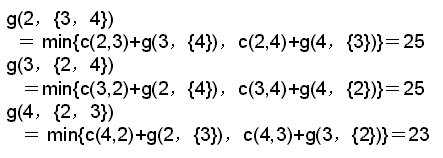 g(2，{3，4})
＝ min{c(2,3)+g(3，{4})，c(2,4)+g(4，{3})}＝25
g(3，{2，4})
＝min{c(3,2)+g(2，{4})，c(3,4)+g(4，{2})}＝25
g(4，{2，3})
＝ min{c(4,2)+g(2，{3})，c(4,3)+g(3，{2})}＝23